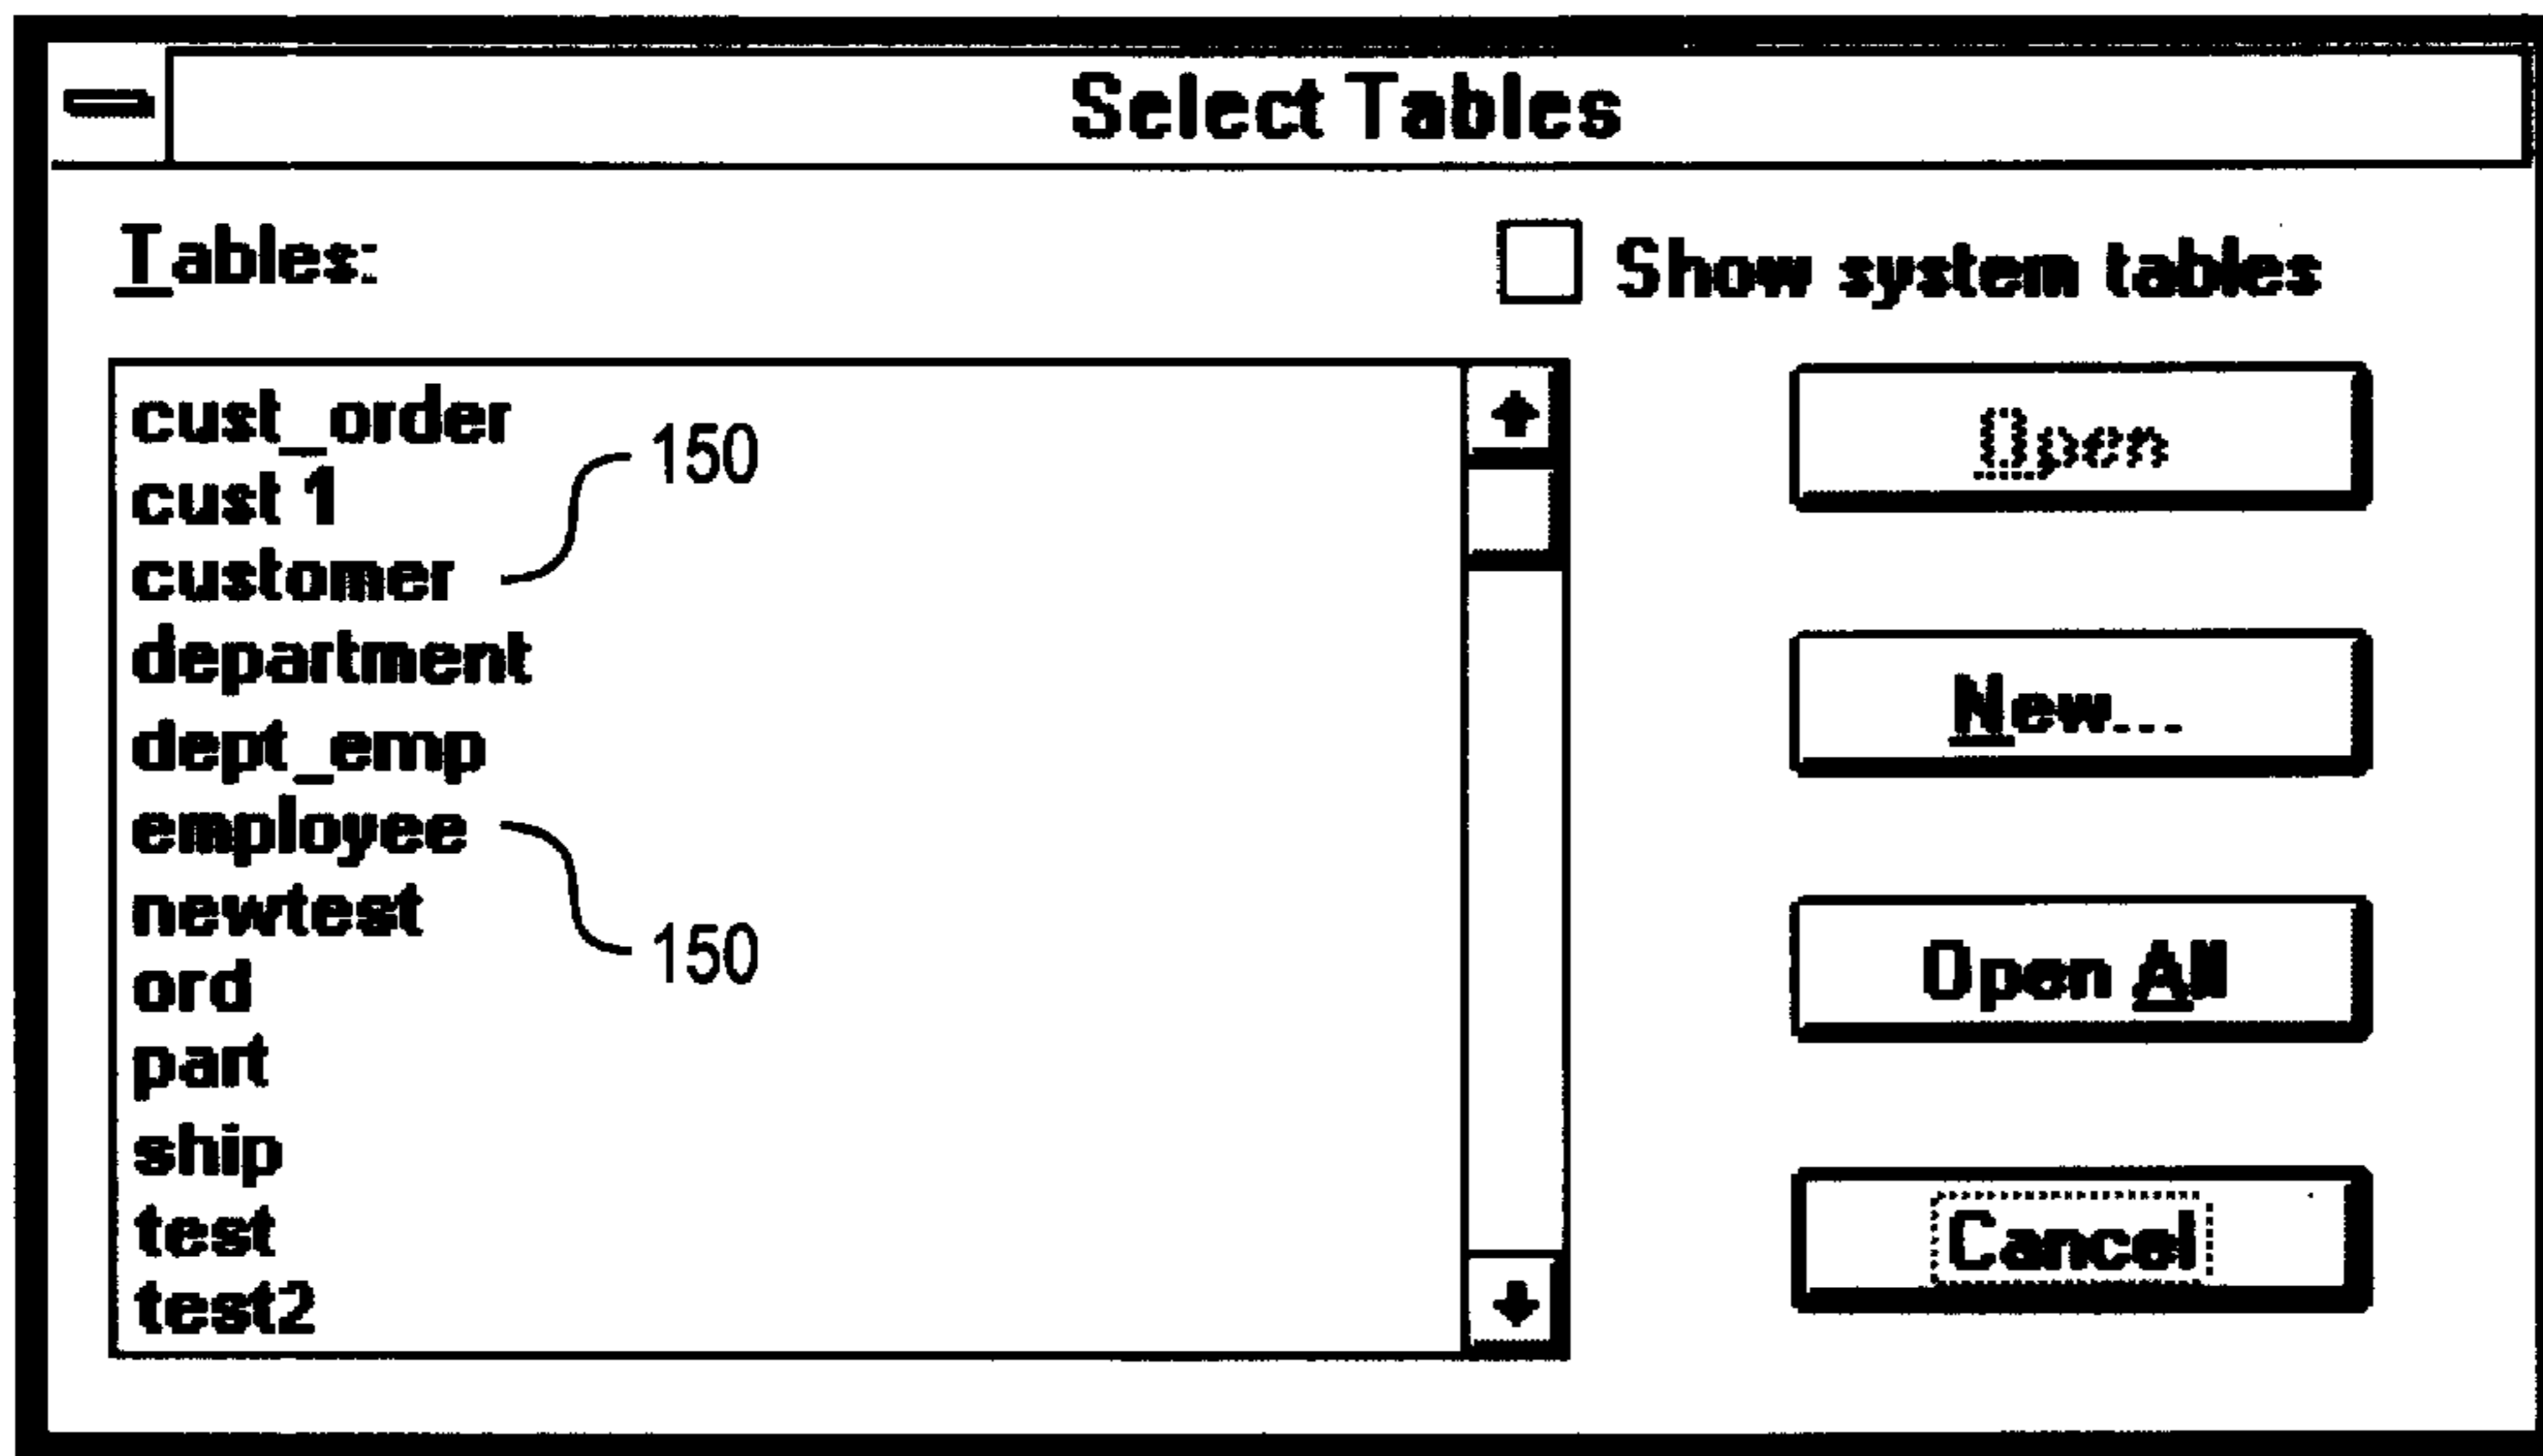 Select Tables
Tables:
Show system tables
cust_order
150
cust 1
customer
department
dept_emp
employee
newtest
150
ord
part
ship
test
test2
Open
New...
Open All
Cancel